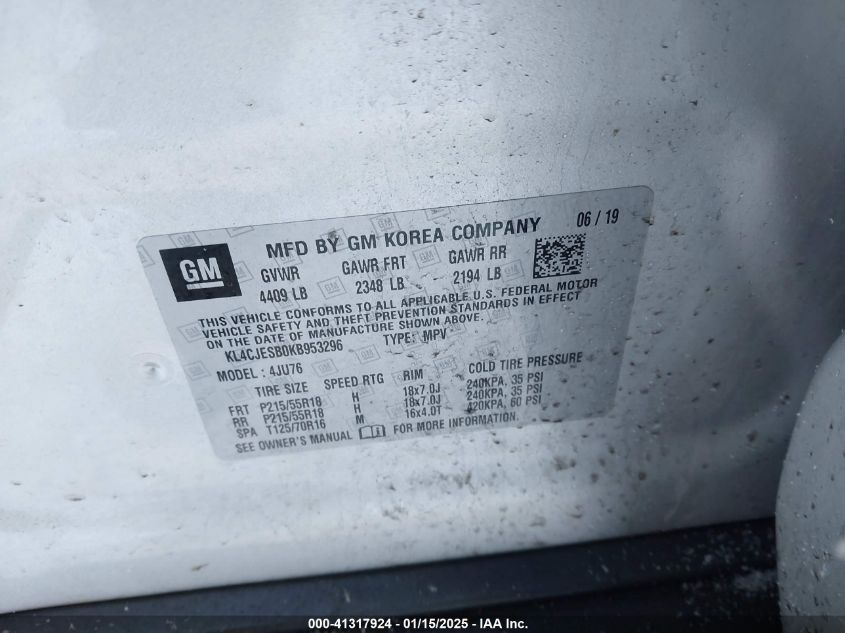 GM
MFD BY GM KOREA COMPANY 06 / 19
GVWR GAWR FRT GAWR RR
4409 LB 2348 LB 2194 LB
THIS VEHICLE CONFORMS TO ALL APPLICABLE U.S. FEDERAL MOTOR
VEHICLE SAFETY AND THEFT PREVENTION STANDARDS IN EFFECT
ON THE DATE OF MANUFACTURE SHOWN ABOVE.
KL4CJESB0KB953296 TYPE: MPV
MODEL: 4JU76
TIRE SIZE SPEED RTG RIM COLD TIRE PRESSURE
FRT P215/55R18 H 18x7.0J 240KPA, 35 PSI
RR P215/55R18 H 18x7.0J 240KPA, 35 PSI
SPA T125/70R16 M 16x4.0T 420KPA, 60 PSI
SEE OWNER'S MANUAL FOR MORE INFORMATION.
000-41317924 - 01/15/2025 - IAA Inc.